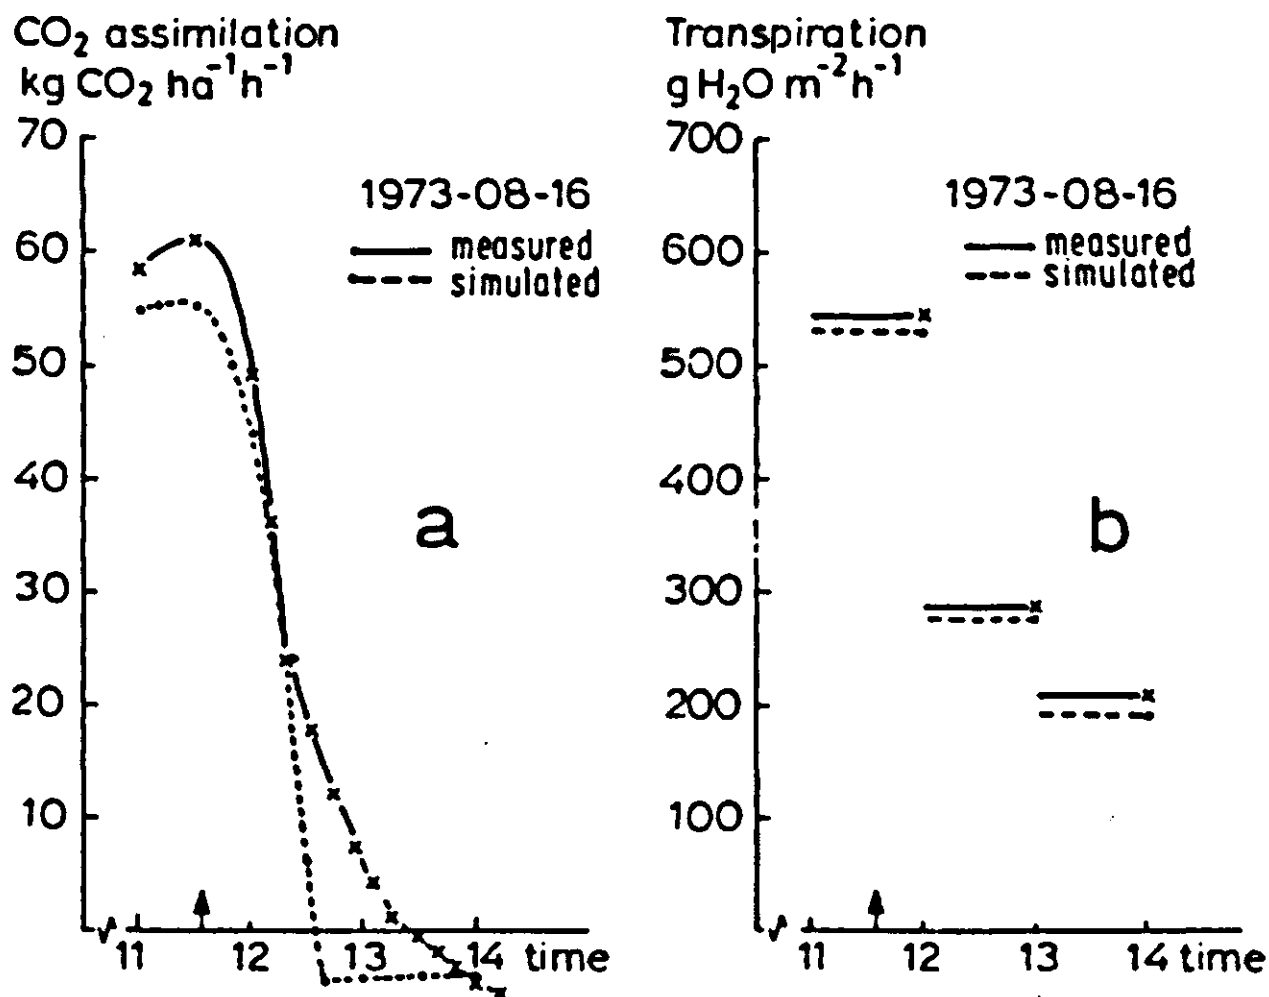 CO₂ assimilation
kg CO₂ ha⁻¹h⁻¹
70
60
50
40
30
20
10
1973-08-16
measured
simulated
a
11 12 13 14 time
Transpiration
g H₂O m⁻²h⁻¹
700
600
500
400
300
200
100
1973-08-16
measured
simulated
b
11 12 13 14 time